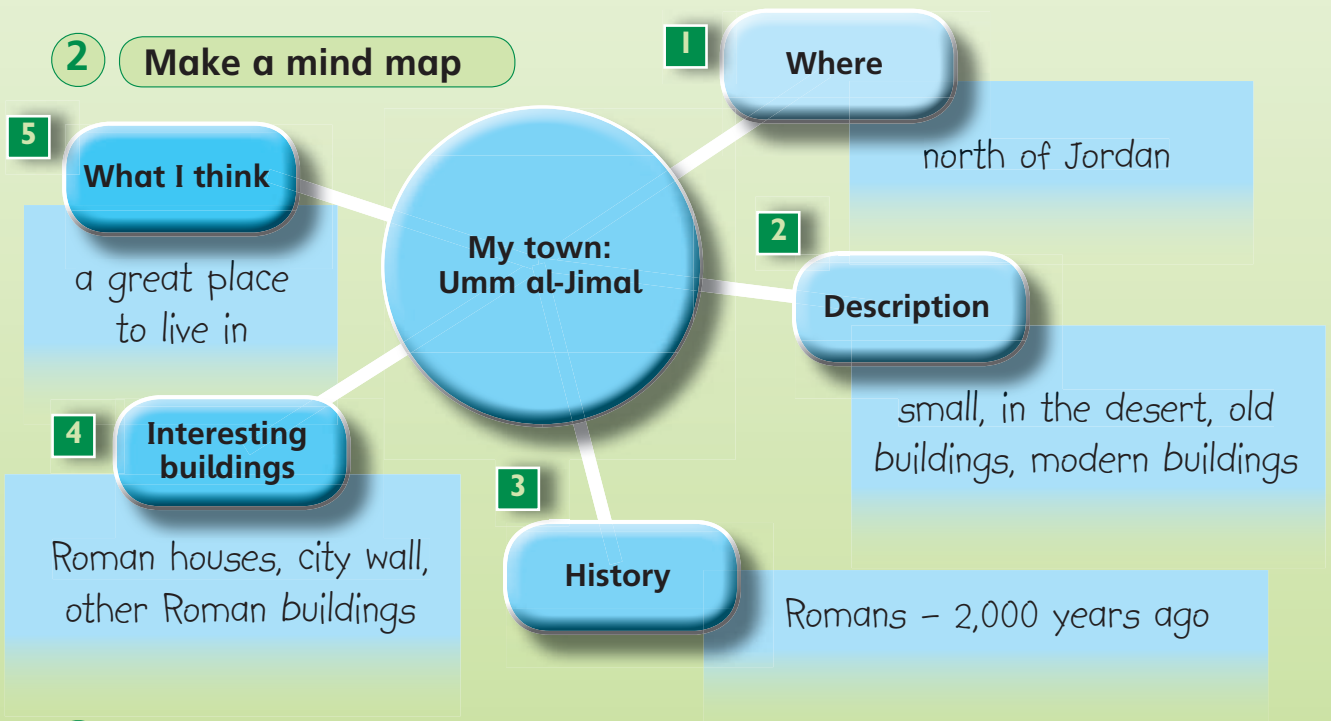 2 Make a mind map
My town:
Umm al-Jimal
1
Where
north of Jordan
2
Description
small, in the desert, old
buildings, modern buildings
3
History
Romans – 2,000 years ago
4
Interesting
buildings
Roman houses, city wall,
other Roman buildings
5
What I think
a great place
to live in